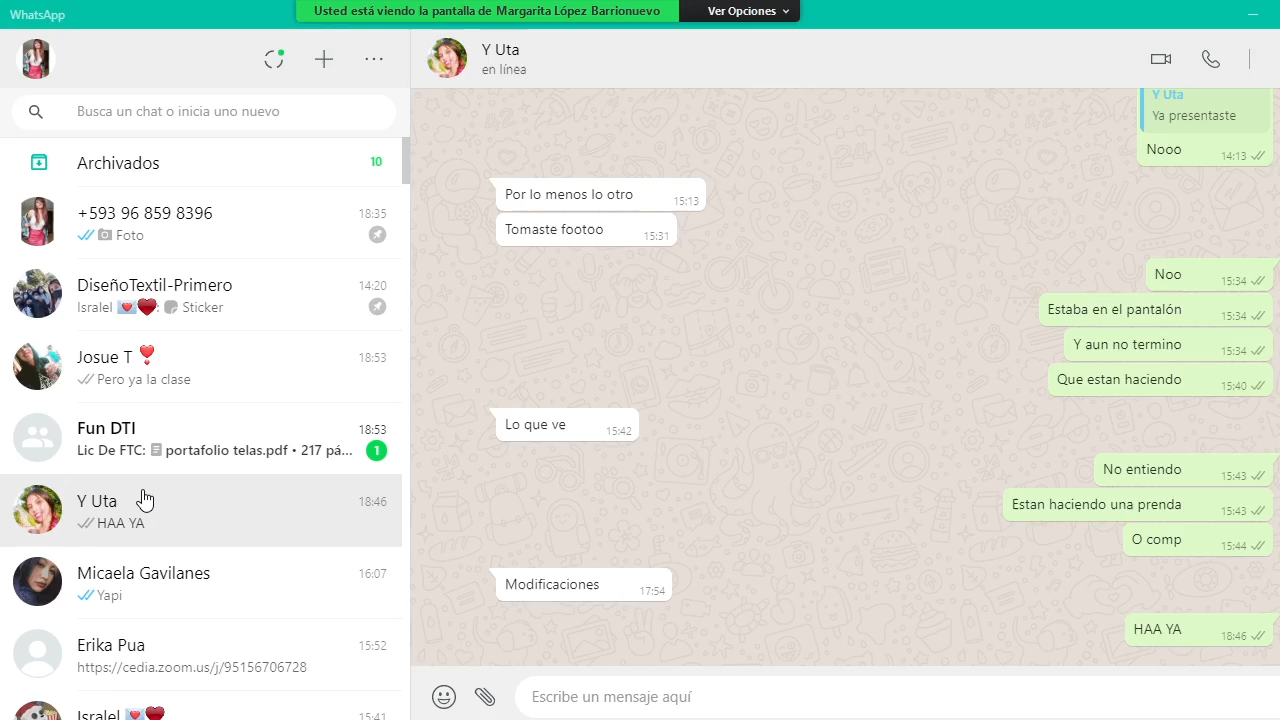 WhatsApp
Usted está viendo la pantalla de Margarita López Barrionuevo
Ver Opciones
Busca un chat o inicia uno nuevo
Archivados
10
+593 96 859 8396
18:35
Foto
DiseñoTextil-Primero
14:20
Isralel 💌❤️: Sticker
Josue T ❣️
18:53
Pero ya la clase
Fun DTI
18:53
Lic De FTC: portafolio telas.pdf • 217 pá...
1
Y Uta
18:46
HAA YA
Micaela Gavilanes
16:07
Yapi
Erika Pua
15:52
https://cedia.zoom.us/j/95156706728
Isralel 💌❤️
15:41
Y Uta
en línea
Y Uta
Ya presentaste
Nooo
14:13
Por lo menos lo otro
15:13
Tomaste footoo
15:31
Noo
15:34
Estaba en el pantalón
15:34
Y aun no termino
15:34
Que estan haciendo
15:40
Lo que ve
15:42
No entiendo
15:43
Estan haciendo una prenda
15:43
O comp
15:44
Modificaciones
17:54
HAA YA
18:46
Escribe un mensaje aquí